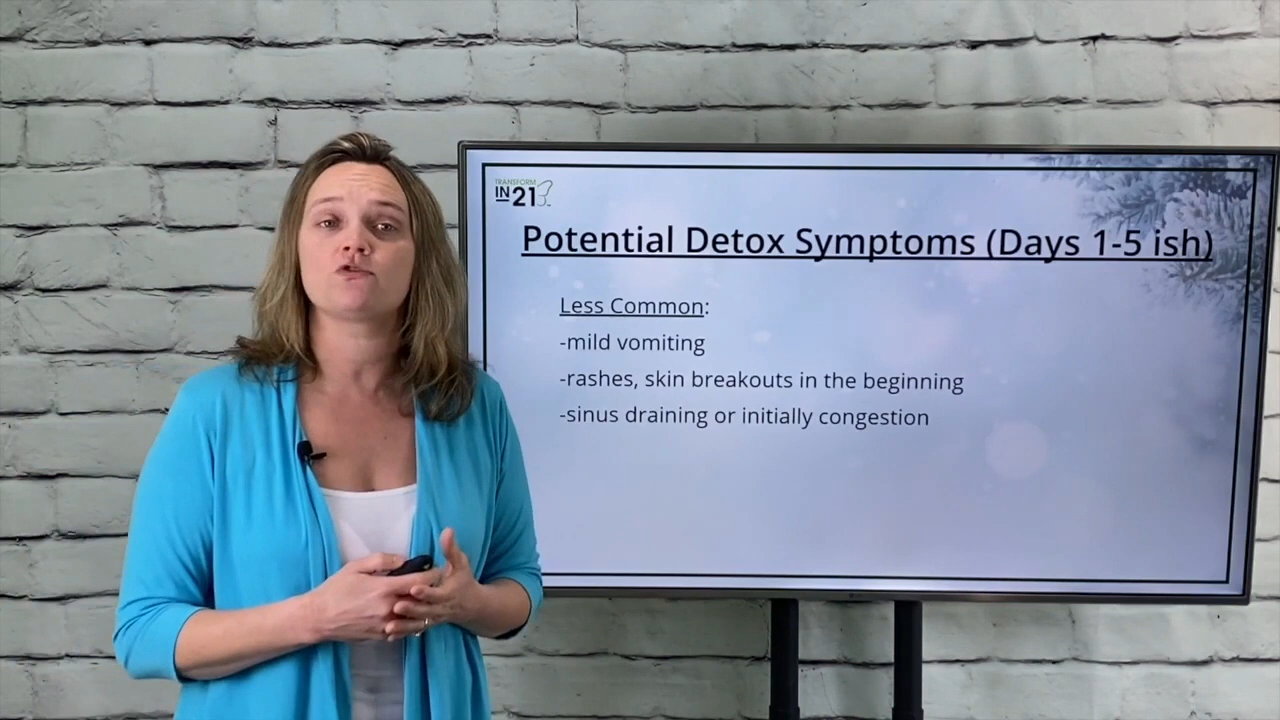 TRANSFORM
IN 21
Potential Detox Symptoms (Days 1-5 ish)
Less Common:
-mild vomiting
-rashes, skin breakouts in the beginning
-sinus draining or initially congestion